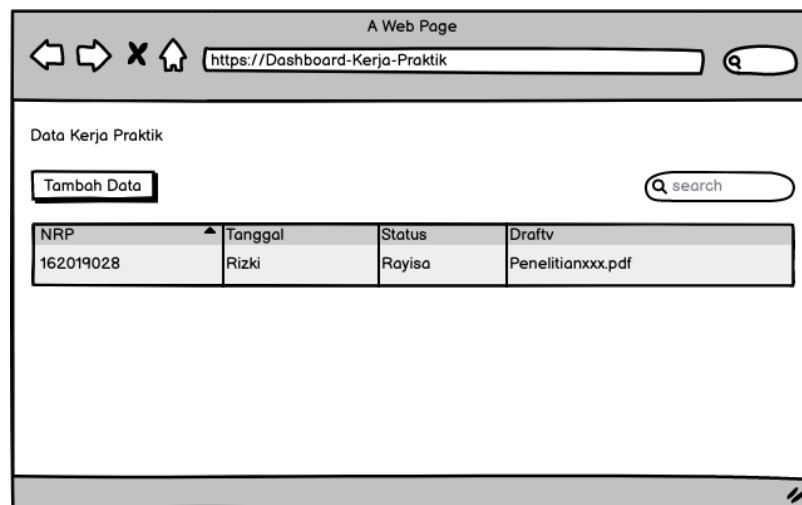 A Web Page
https://Dashboard-Kerja-Praktik
Data Kerja Praktik
Tambah Data
search
NRP Tanggal Status Draftv
162019028 Rizki Rayisa Penelitianxxx.pdf